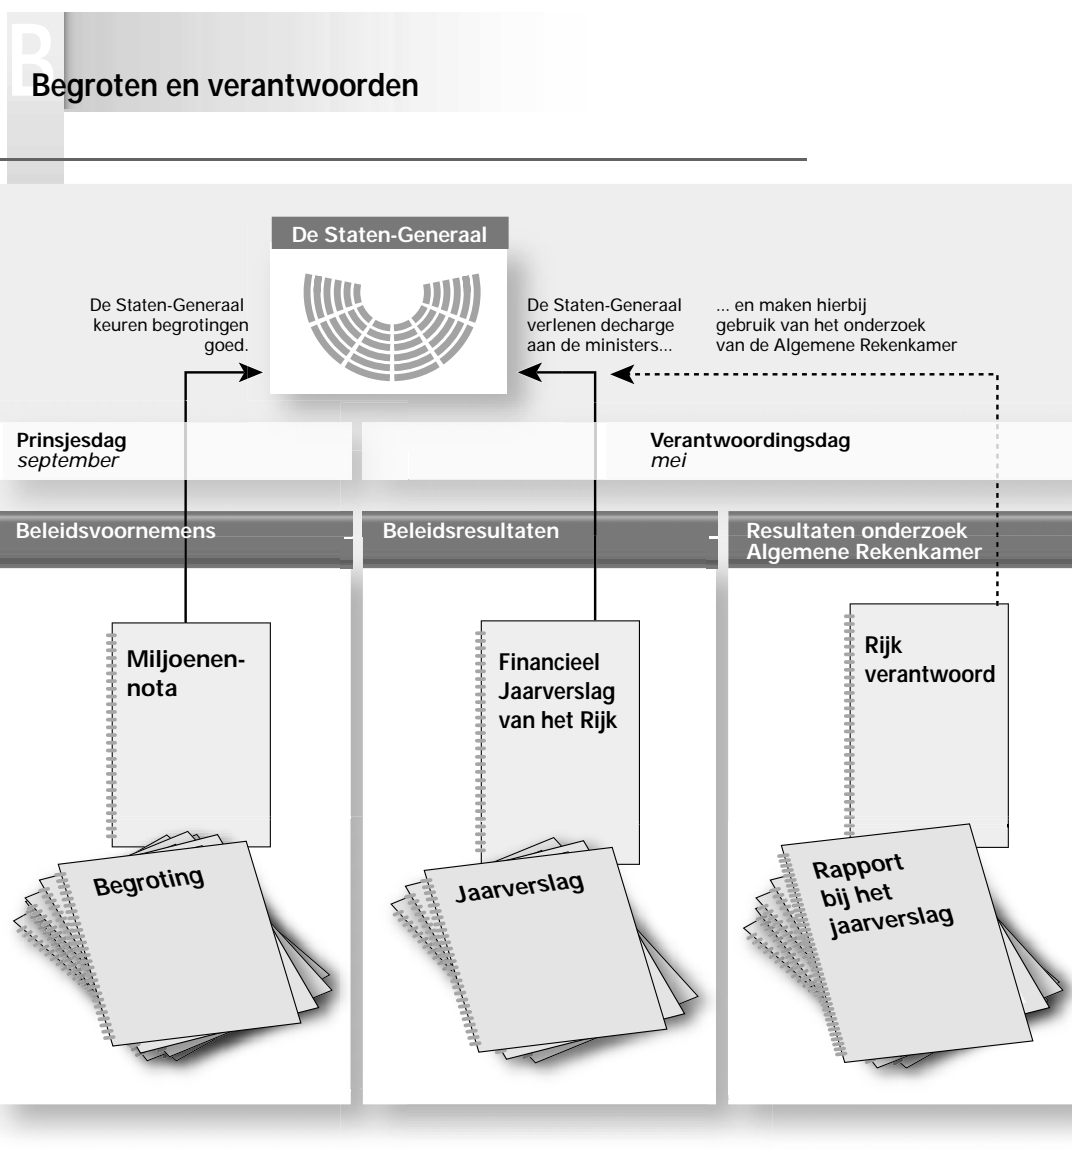 B
Begroten en verantwoorden
De Staten-Generaal
De Staten-Generaal
keuren begrotingen
goed.
De Staten-Generaal
verlenen decharge
aan de ministers...
... en maken hierbij
gebruik van het onderzoek
van de Algemene Rekenkamer
Prinsjesdag
september
Verantwoordingsdag
mei
Beleidsvoornemens
Beleidsresultaten
Resultaten onderzoek
Algemene Rekenkamer
Miljoenen-
nota
Begroting
Financieel
Jaarverslag
van het Rijk
Jaarverslag
Rijk
verantwoord
Rapport
bij het
jaarverslag